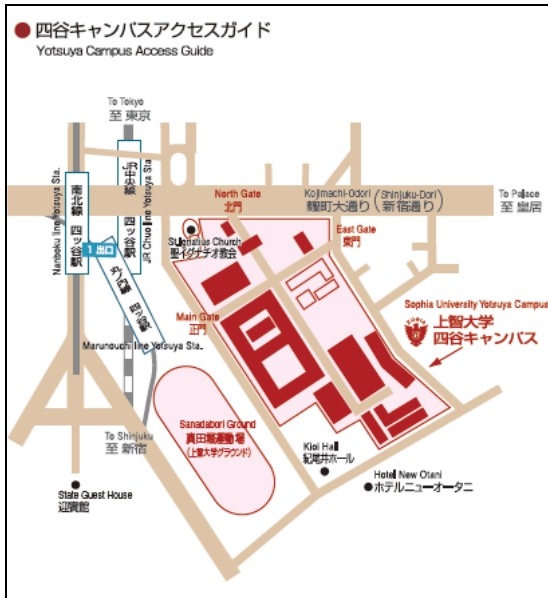 四谷キャンパスアクセスガイド
Yotsuya Campus Access Guide
To Tokyo
至 東京
Nanboku line Yotsuya Sta.
南北線 四ッ谷駅
JR中央線 四ッ谷駅
JR Chuo line Yotsuya Sta.
North Gate
北門
Kojimachi-Odori (Shinjuku-Dori)
麹町大通り (新宿通り)
To Palace
至 皇居
St.Ignatius Church
聖イグナチオ教会
East Gate
東門
1 出口
丸ノ内線 四ッ谷駅
Marunouchi line Yotsuya Sta.
Main Gate
正門
Sophia University Yotsuya Campus
SOPHIA
上智大学
四谷キャンパス
Sanadabori Ground
真田堀運動場
(上智大学グラウンド)
To Shinjuku
至 新宿
Kioi Hall
紀尾井ホール
Hotel New Otani
ホテルニューオータニ
State Guest House
迎賓館